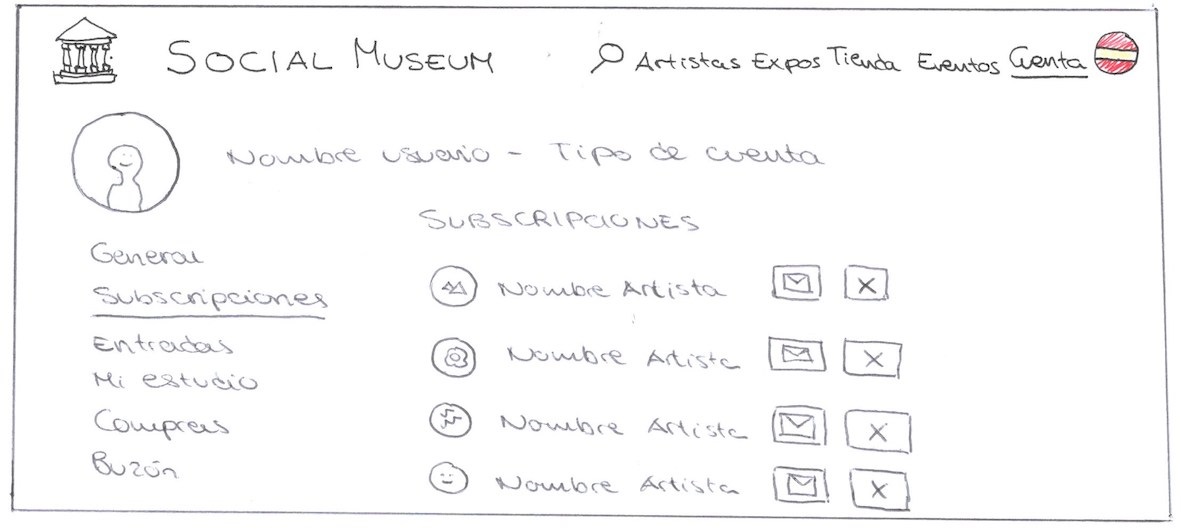 SOCIAL MUSEUM Artistas Expos Tienda Eventos Cuenta
Nombre usuario - Tipo de cuenta
SUBSCRIPCIONES
General
Subscripciones
Entradas
Mi estudio
Compras
Buzón
Nombre Artista X
Nombre Artista X
Nombre Artista X
Nombre Artista X